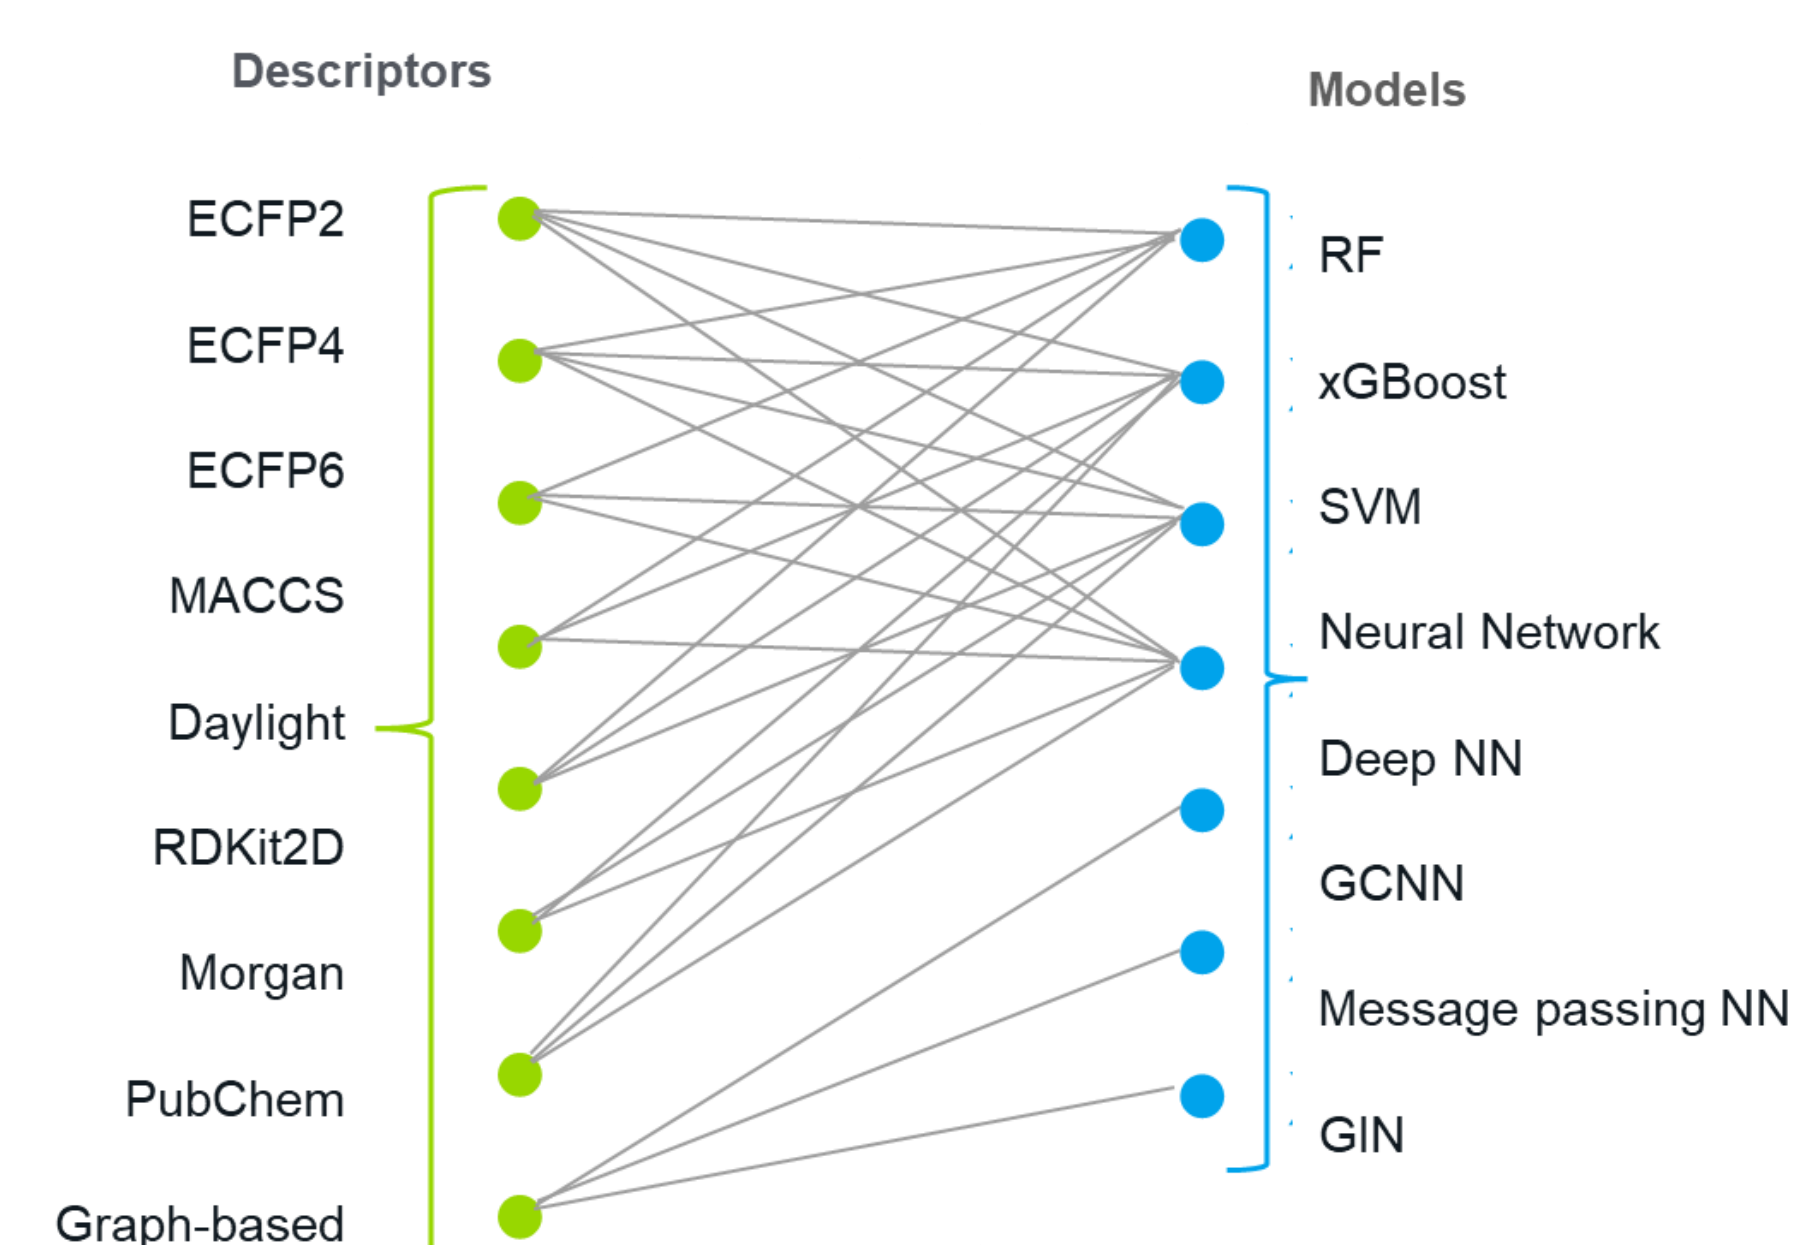 Descriptors
Models
ECFP2
ECFP4
ECFP6
MACCS
Daylight
RDKit2D
Morgan
PubChem
Graph-based
RF
xGBoost
SVM
Neural Network
Deep NN
GCNN
Message passing NN
GIN